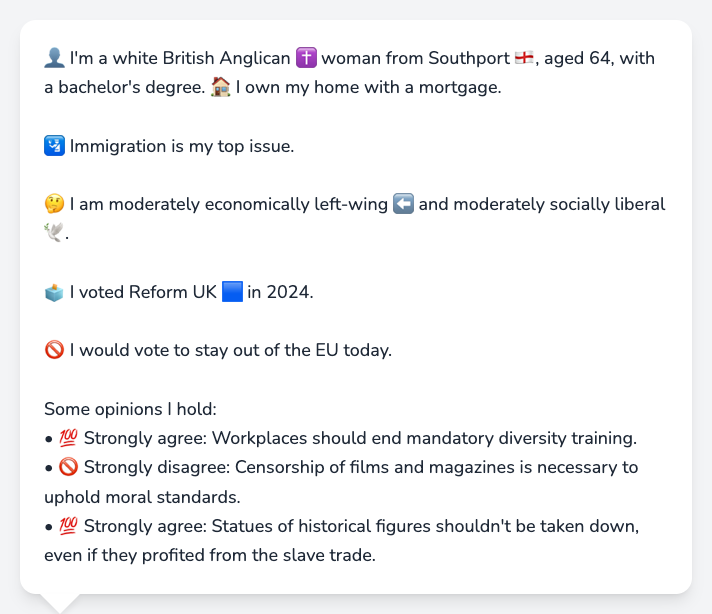 👤 I'm a white British Anglican ✝️ woman from Southport 🏴󠁧󠁢󠁥󠁮󠁧󠁿, aged 64, with
a bachelor's degree. 🏠 I own my home with a mortgage.
🛂 Immigration is my top issue.
🤔 I am moderately economically left-wing ⬅️ and moderately socially liberal
🕊️.
🗳️ I voted Reform UK 🟦 in 2024.
🚫 I would vote to stay out of the EU today.
Some opinions I hold:
• 💯 Strongly agree: Workplaces should end mandatory diversity training.
• 🚫 Strongly disagree: Censorship of films and magazines is necessary to
uphold moral standards.
• 💯 Strongly agree: Statues of historical figures shouldn't be taken down,
even if they profited from the slave trade.